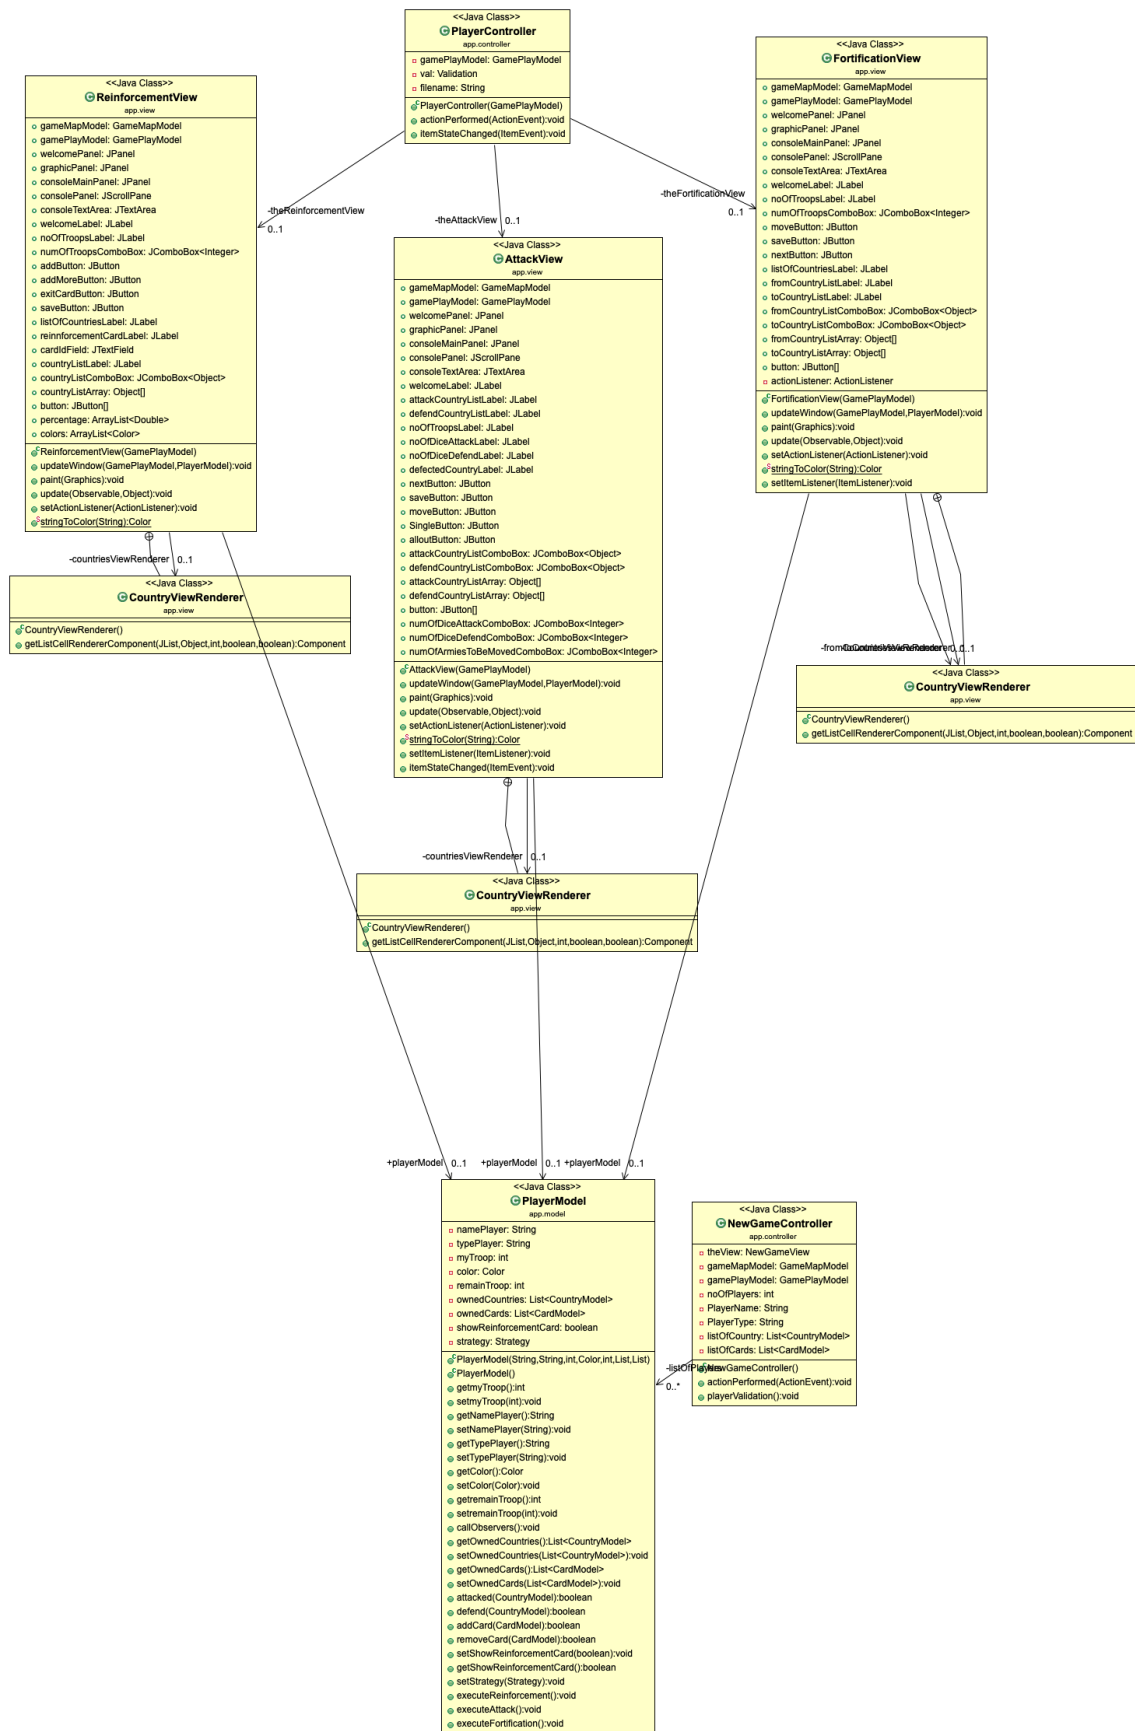 <<Java Class>>
PlayerController
app.controller
gamePlayModel: GamePlayModel
val: Validation
filename: String
PlayerController(GamePlayModel)
actionPerformed(ActionEvent):void
itemStateChanged(ItemEvent):void
<<Java Class>>
ReinforcementView
app.view
gameMapModel: GameMapModel
gamePlayModel: GamePlayModel
welcomePanel: JPanel
graphicPanel: JPanel
consoleMainPanel: JPanel
consolePanel: JScrollPane
consoleTextArea: JTextArea
welcomeLabel: JLabel
noOfTroopsLabel: JLabel
numOfTroopsComboBox: JComboBox<Integer>
addButton: JButton
addMoreButton: JButton
exitCardButton: JButton
saveButton: JButton
listOfCountriesLabel: JLabel
reinnforcementCardLabel: JLabel
cardIdField: JTextField
countryListLabel: JLabel
countryListComboBox: JComboBox<Object>
countryListArray: Object[]
button: JButton[]
percentage: ArrayList<Double>
colors: ArrayList<Color>
ReinforcementView(GamePlayModel)
updateWindow(GamePlayModel,PlayerModel):void
paint(Graphics):void
update(Observable,Object):void
setActionListener(ActionListener):void
stringToColor(String):Color
-theReinforcementView
0..1
-theAttackView
0..1
-theFortificationView
0..1
<<Java Class>>
FortificationView
app.view
gameMapModel: GameMapModel
gamePlayModel: GamePlayModel
welcomePanel: JPanel
graphicPanel: JPanel
consoleMainPanel: JPanel
consolePanel: JScrollPane
consoleTextArea: JTextArea
welcomeLabel: JLabel
noOfTroopsLabel: JLabel
numOfTroopsComboBox: JComboBox<Integer>
moveButton: JButton
saveButton: JButton
nextButton: JButton
listOfCountriesLabel: JLabel
fromCountryListLabel: JLabel
toCountryListLabel: JLabel
fromCountryListComboBox: JComboBox<Object>
toCountryListComboBox: JComboBox<Object>
fromCountryListArray: Object[]
toCountryListArray: Object[]
button: JButton[]
actionListener: ActionListener
FortificationView(GamePlayModel)
updateWindow(GamePlayModel,PlayerModel):void
paint(Graphics):void
update(Observable,Object):void
setActionListener(ActionListener):void
stringToColor(String):Color
setItemListener(ItemListener):void
<<Java Class>>
AttackView
app.view
gameMapModel: GameMapModel
gamePlayModel: GamePlayModel
welcomePanel: JPanel
graphicPanel: JPanel
consoleMainPanel: JPanel
consolePanel: JScrollPane
consoleTextArea: JTextArea
welcomeLabel: JLabel
attackCountryListLabel: JLabel
defendCountryListLabel: JLabel
noOfTroopsLabel: JLabel
noOfDiceAttackLabel: JLabel
noOfDiceDefendLabel: JLabel
defectedCountryLabel: JLabel
nextButton: JButton
saveButton: JButton
moveButton: JButton
SingleButton: JButton
alloutButton: JButton
attackCountryListComboBox: JComboBox<Object>
defendCountryListComboBox: JComboBox<Object>
attackCountryListArray: Object[]
defendCountryListArray: Object[]
button: JButton[]
numOfDiceAttackComboBox: JComboBox<Integer>
numOfDiceDefendComboBox: JComboBox<Integer>
numOfArmiesToBeMovedComboBox: JComboBox<Integer>
AttackView(GamePlayModel)
updateWindow(GamePlayModel,PlayerModel):void
paint(Graphics):void
update(Observable,Object):void
setActionListener(ActionListener):void
stringToColor(String):Color
setItemListener(ItemListener):void
itemStateChanged(ItemEvent):void
-countriesViewRenderer 0..1
<<Java Class>>
CountryViewRenderer
app.view
CountryViewRenderer()
getListCellRendererComponent(JList,Object,int,boolean,boolean):Component
0..1
<<Java Class>>
CountryViewRenderer
app.view
CountryViewRenderer()
getListCellRendererComponent(JList,Object,int,boolean,boolean):Component
-countriesViewRenderer 0..1
<<Java Class>>
CountryViewRenderer
app.view
CountryViewRenderer()
getListCellRendererComponent(JList,Object,int,boolean,boolean):Component
+playerModel 0..1
+playerModel 0..1
+playerModel 0..1
<<Java Class>>
PlayerModel
app.model
namePlayer: String
typePlayer: String
myTroop: int
color: Color
remainTroop: int
ownedCountries: List<CountryModel>
ownedCards: List<CardModel>
showReinforcementCard: boolean
strategy: Strategy
PlayerModel(String,String,int,Color,int,List,List)
PlayerModel()
getmyTroop():int
setmyTroop(int):void
getNamePlayer():String
setNamePlayer(String):void
getTypePlayer():String
setTypePlayer(String):void
getColor():Color
setColor(Color):void
getremainTroop():int
setremainTroop(int):void
callObservers():void
getOwnedCountries():List<CountryModel>
setOwnedCountries(List<CountryModel>):void
getOwnedCards():List<CardModel>
setOwnedCards(List<CardModel>):void
attacked(CountryModel):boolean
defend(CountryModel):boolean
addCard(CardModel):boolean
removeCard(CardModel):boolean
setShowReinforcementCard(boolean):void
getShowReinforcementCard():boolean
setStrategy(Strategy):void
executeReinforcement():void
executeAttack():void
executeFortification():void
<<Java Class>>
NewGameController
app.controller
theView: NewGameView
gameMapModel: GameMapModel
gamePlayModel: GamePlayModel
noOfPlayers: int
PlayerName: String
PlayerType: String
listOfCountry: List<CountryModel>
listOfCards: List<CardModel>
NewGameController()
actionPerformed(ActionEvent):void
playerValidation():void
-listOfPlayers
0..*